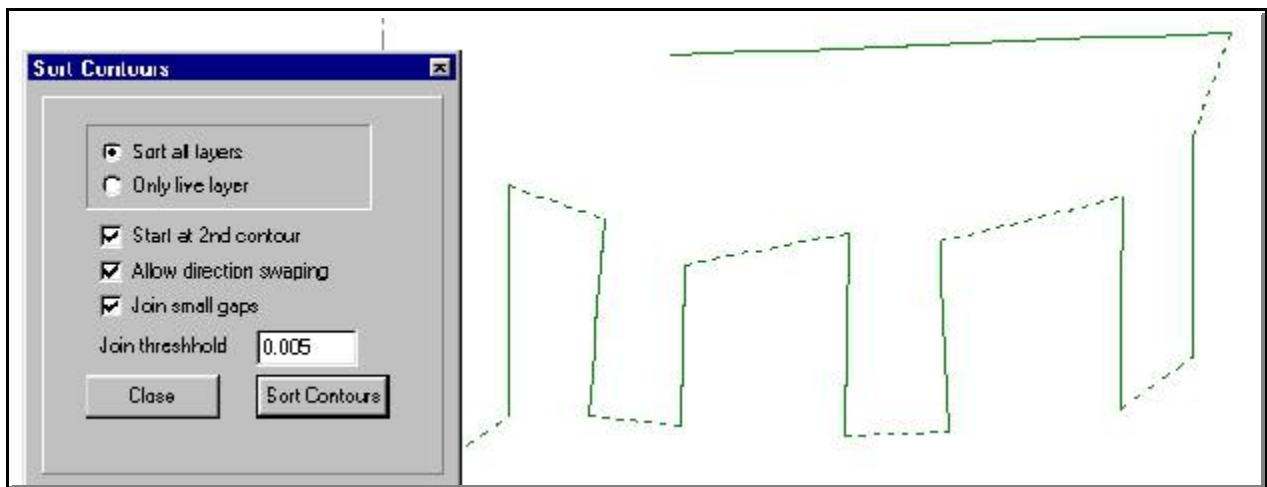 Sort Contours
Sort all layers
Only live layer
Start at 2nd contour
Allow direction swaping
Join small gaps
Join threshhold 0.005
Close Sort Contours